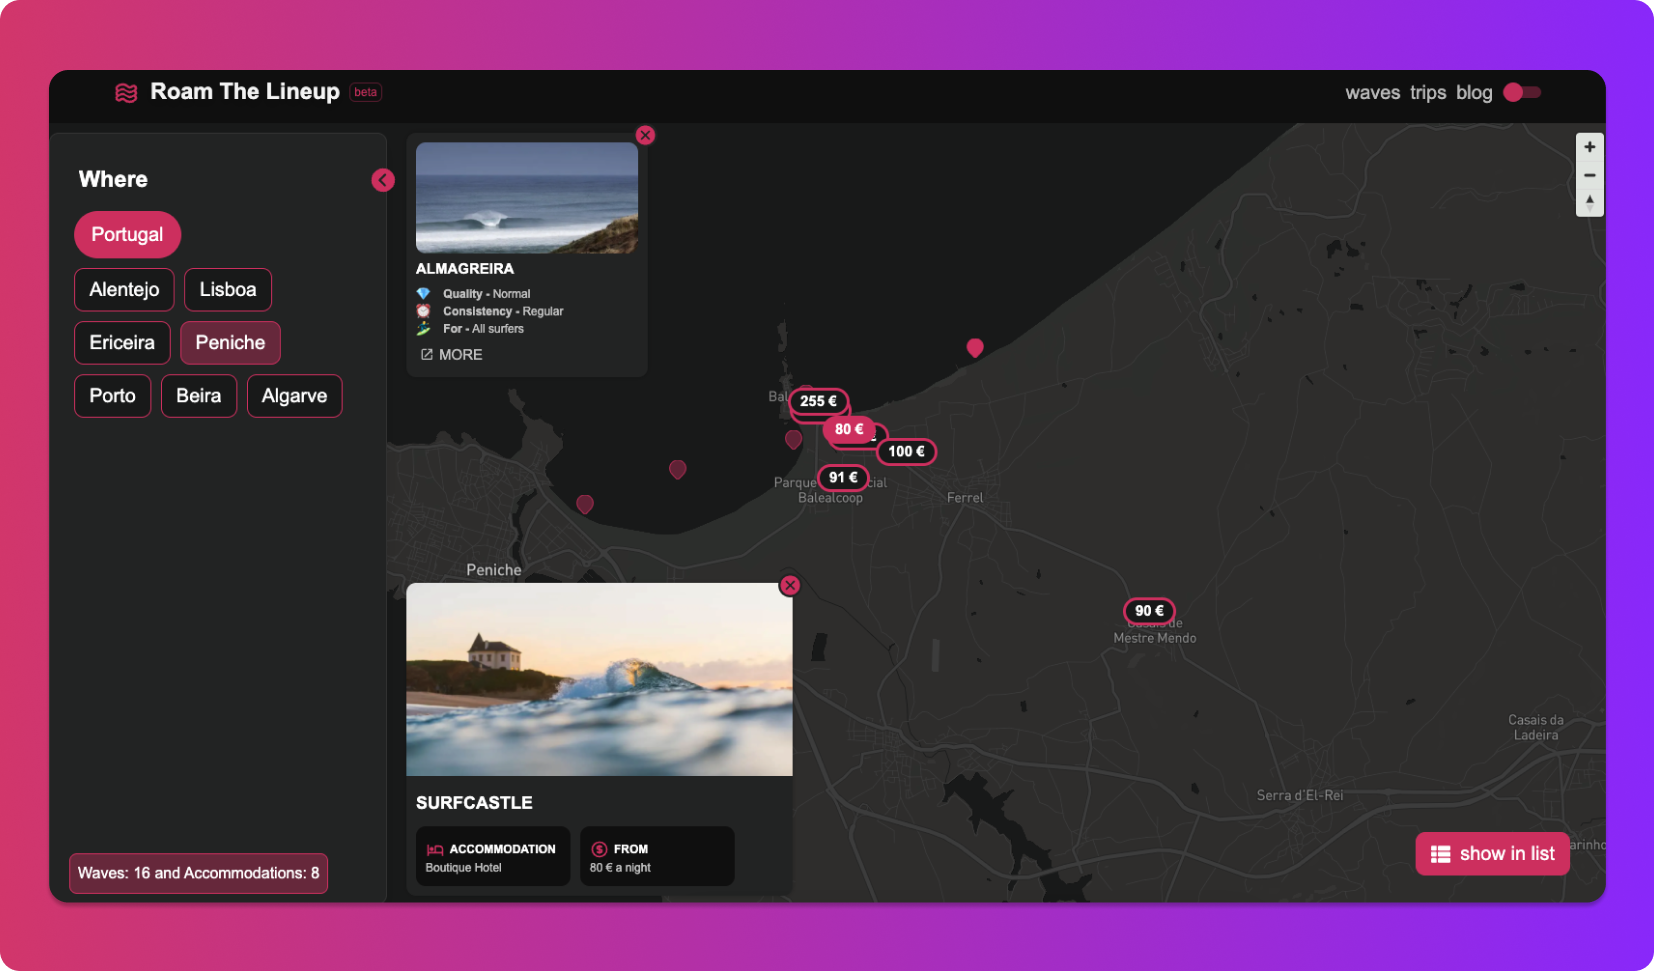 Roam The Lineup beta
waves trips blog
Where
Portugal
Alentejo Lisboa
Ericeira Peniche
Porto Beira Algarve
Waves: 16 and Accommodations: 8
ALMAGREIRA
Quality - Normal
Consistency - Regular
For - All surfers
MORE
Bal
255 €
80 €
€
100 €
91 €
Parque cial
Balealcoop
Ferrel
Peniche
90 €
Casais de
Mestre Mendo
Casais da
Ladeira
Serra d'El-Rei
arinho
SURFCASTLE
ACCOMMODATION
Boutique Hotel
FROM
80 € a night
show in list